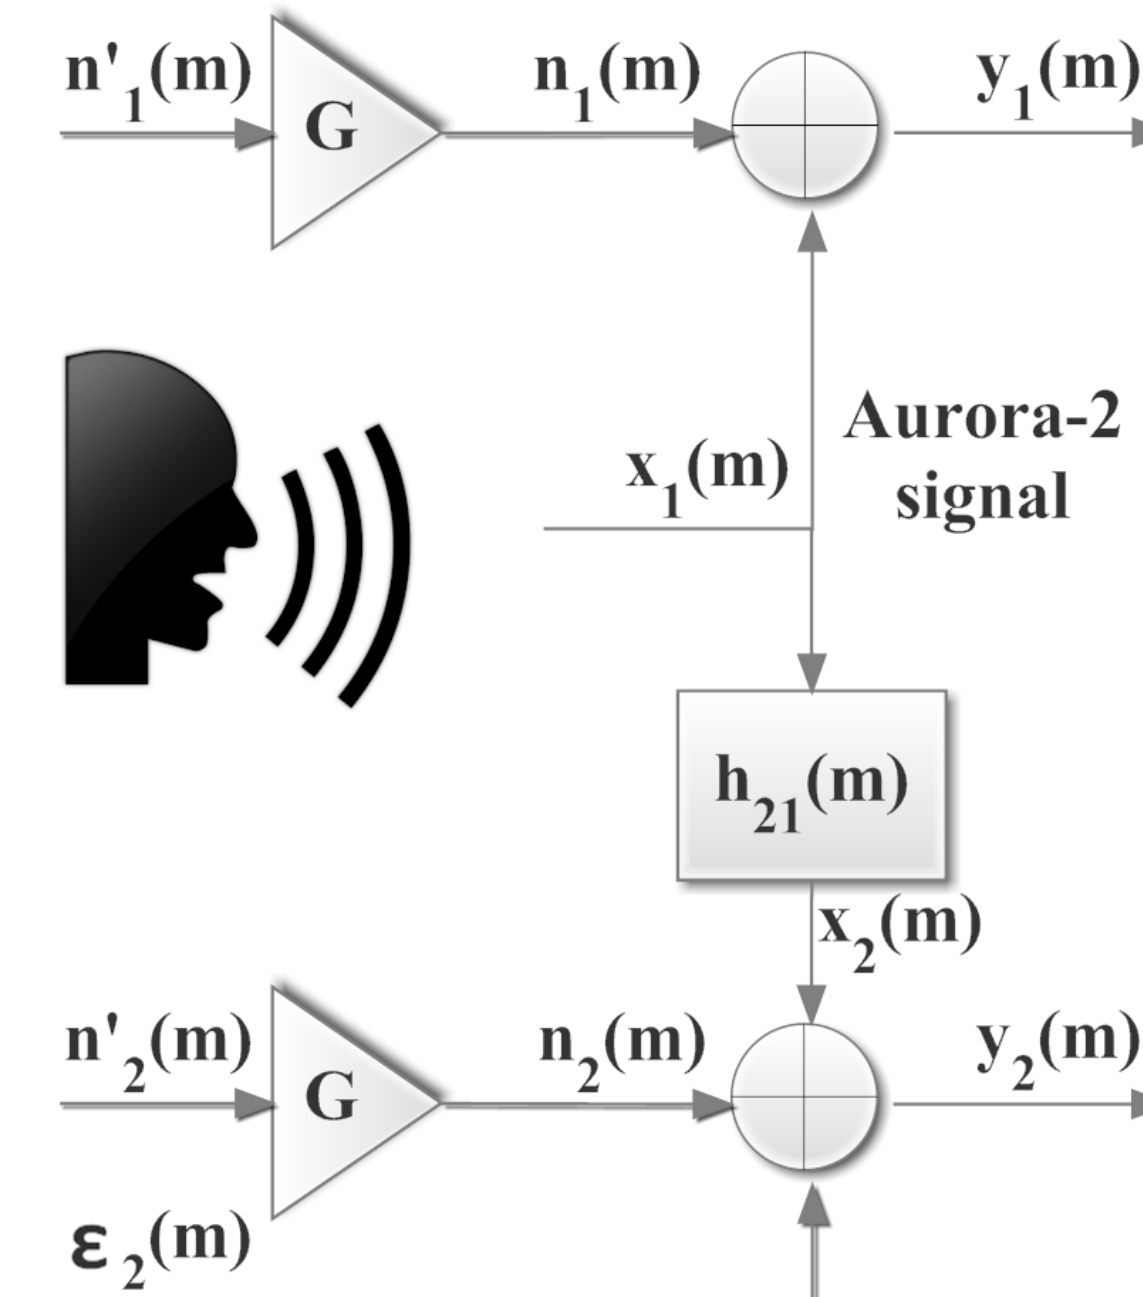 n'₁(m)
G
n₁(m)
y₁(m)
Aurora-2
signal
x₁(m)
h₂₁(m)
x₂(m)
n'₂(m)
G
n₂(m)
y₂(m)
ε₂(m)